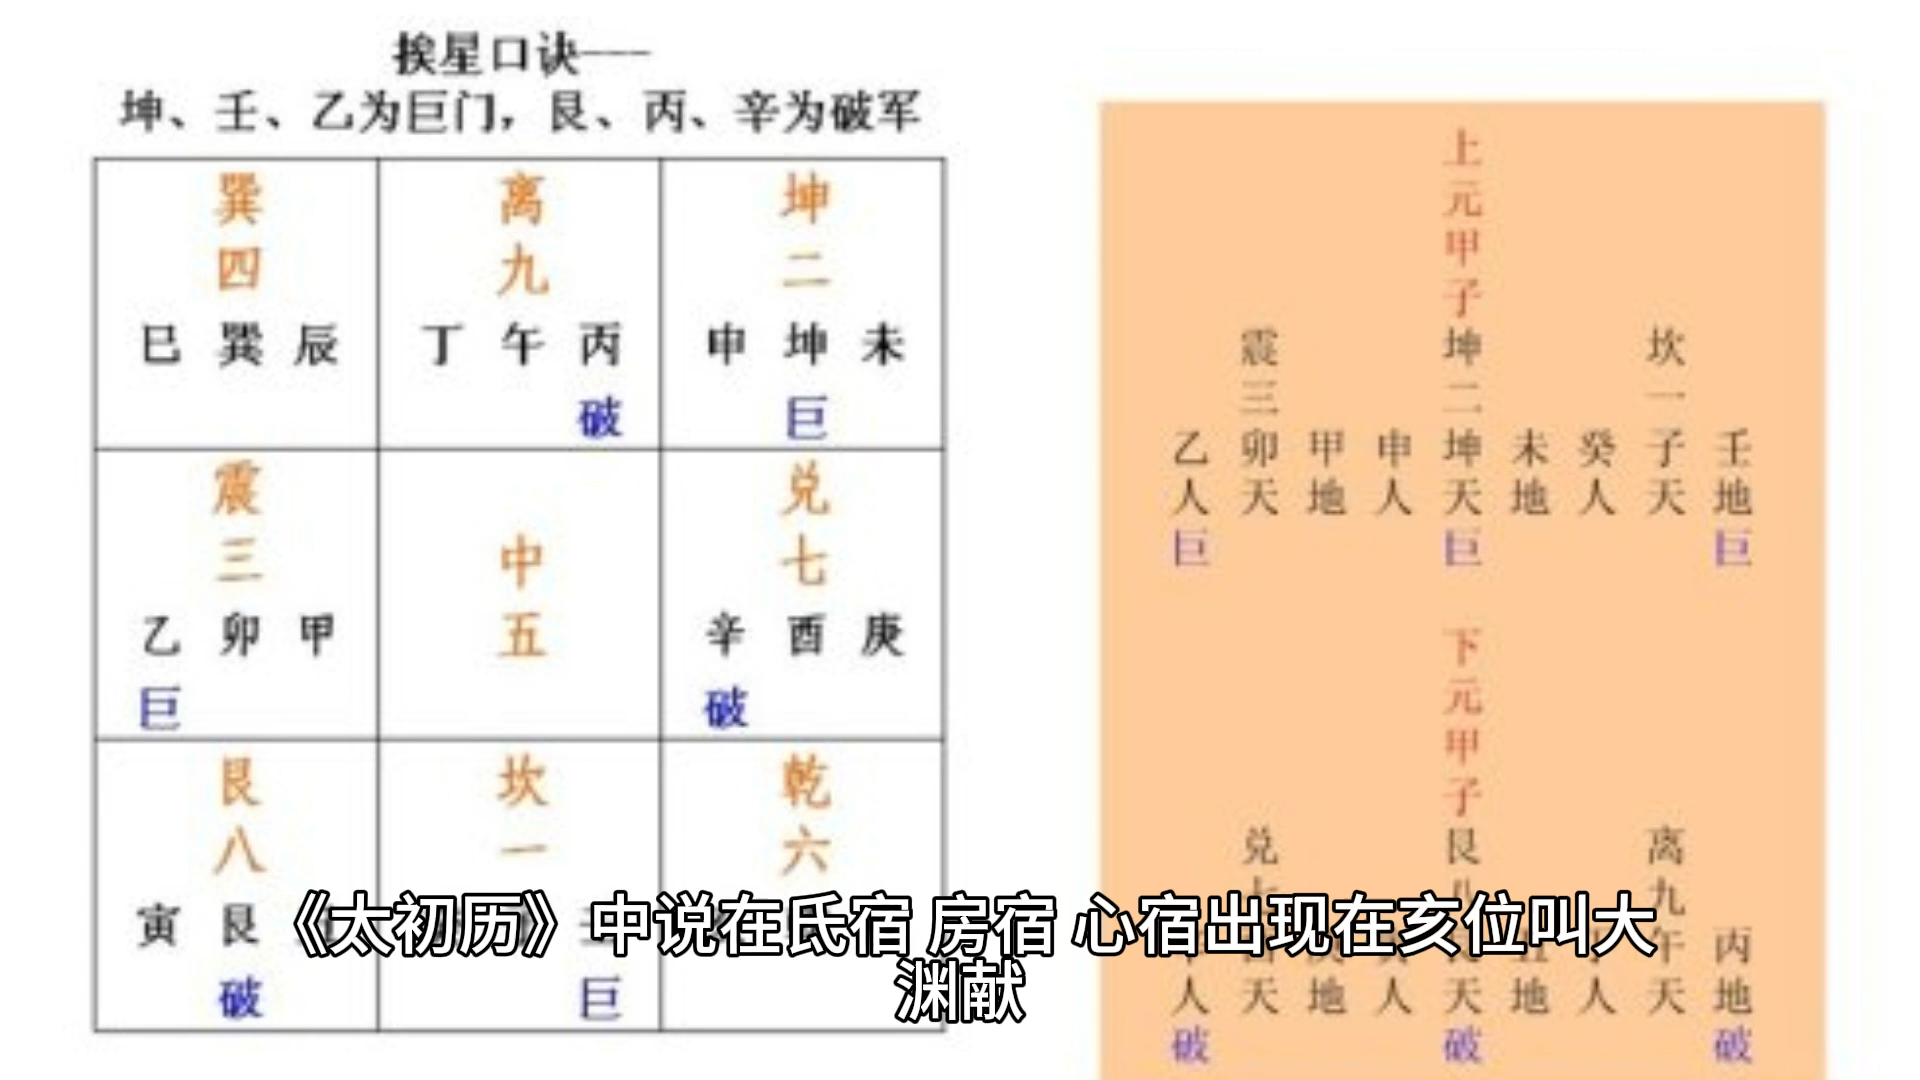 挨星口诀---
坤、壬、乙为巨门，艮、丙、辛为破军
巽 离 坤
四 九 二
巳 巽 辰 丁 午 丙 申 坤 未
破 巨
震 中 兑
三 五 七
乙 卯 甲 辛 酉 庚
巨 破
艮 坎 乾
八 一 六
寅 艮
破 巨
上元甲子
震三 坤二 坎一
乙 卯 甲 申 坤 未 癸 子 壬
人 天 地 人 天 地 人 天 地
巨 巨 巨
下元甲子
兑 艮 离
九
午 丙
人 天 地 人 天 地 人 天 地
破 破 破
《太初历》中说在氐宿 房宿 心宿出现在亥位叫大
渊献